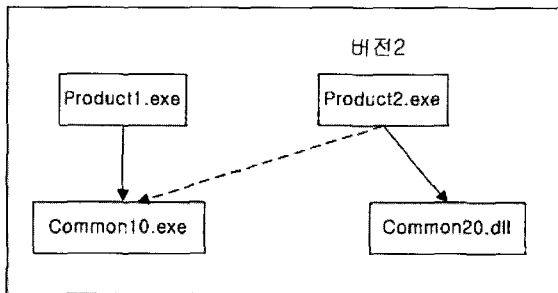 버전2
Product1.exe
Product2.exe
Common10.exe
Common20.dll